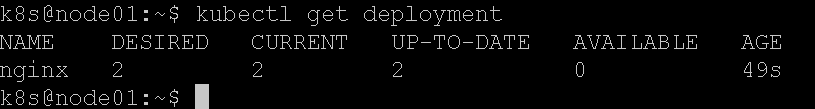 k8s@node01:~$ kubectl get deployment
NAME DESIRED CURRENT UP-TO-DATE AVAILABLE AGE
nginx 2 2 2 0 49s
k8s@node01:~$